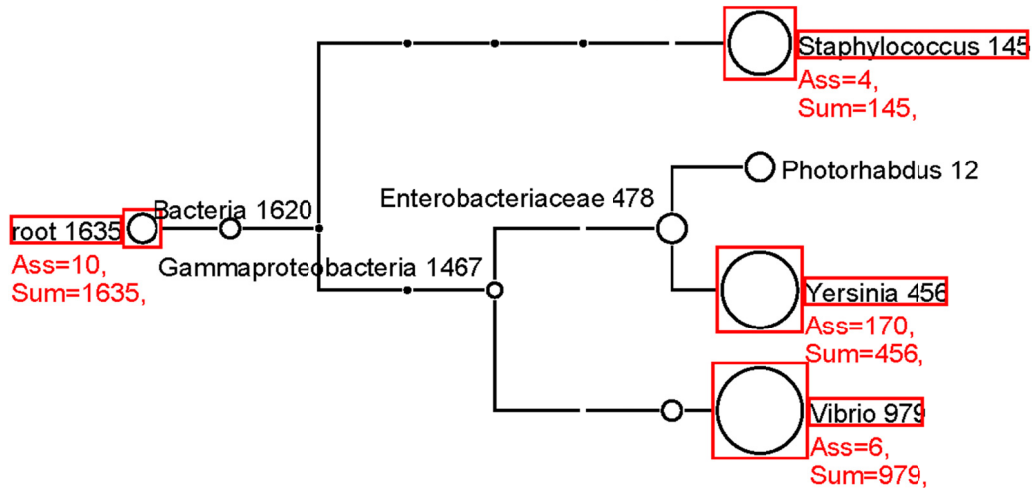 Staphylococcus 145
Ass=4,
Sum=145,
Photorhabdus 12
Enterobacteriaceae 478
Bacteria 1620
root 1635
Ass=10,
Sum=1635,
Gammaproteobacteria 1467
Yersinia 456
Ass=170,
Sum=456,
Vibrio 979
Ass=6,
Sum=979,